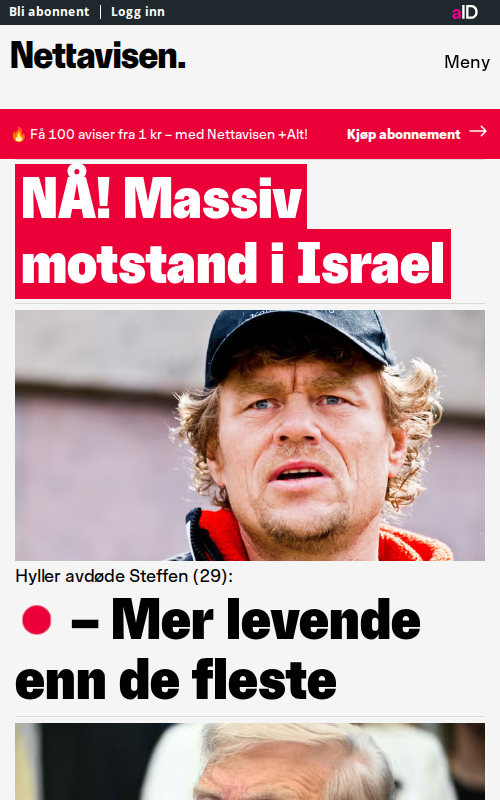 Bli abonnent | Logg inn
aID
Nettavisen.
Meny
🔥 Få 100 aviser fra 1 kr – med Nettavisen +Alt!
Kjøp abonnement →
NÅ! Massiv
motstand i Israel
Hyller avdøde Steffen (29):
– Mer levende
enn de fleste